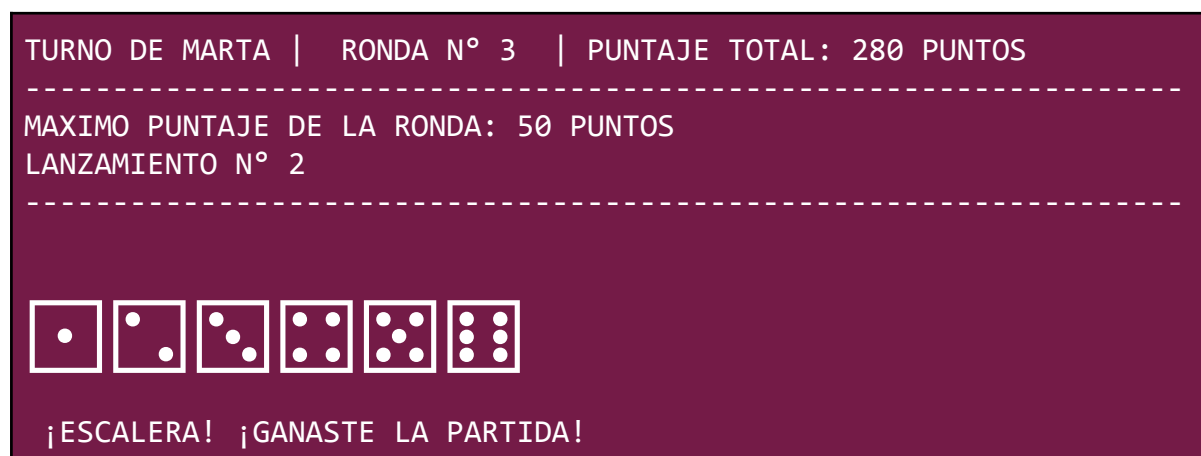 TURNO DE MARTA | RONDA N° 3 | PUNTAJE TOTAL: 280 PUNTOS
------------------------------------------------------------------
MAXIMO PUNTAJE DE LA RONDA: 50 PUNTOS
LANZAMIENTO N° 2
------------------------------------------------------------------
¡ESCALERA! ¡GANASTE LA PARTIDA!